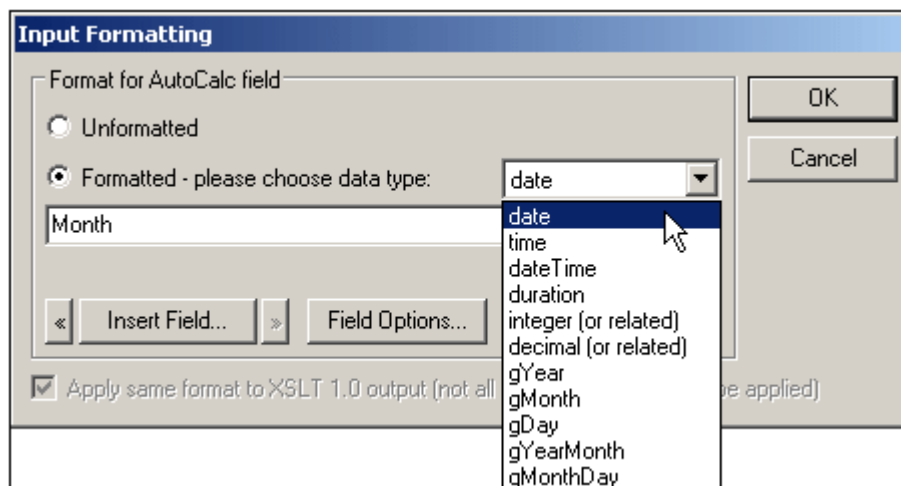 Input Formatting
Format for AutoCalc field
Unformatted
Formatted - please choose data type:
date
Month
« Insert Field... » Field Options...
Apply same format to XSLT 1.0 output (not all be applied)
OK
Cancel
date
time
dateTime
duration
integer (or related)
decimal (or related)
gYear
gMonth
gDay
gYearMonth
gMonthDay